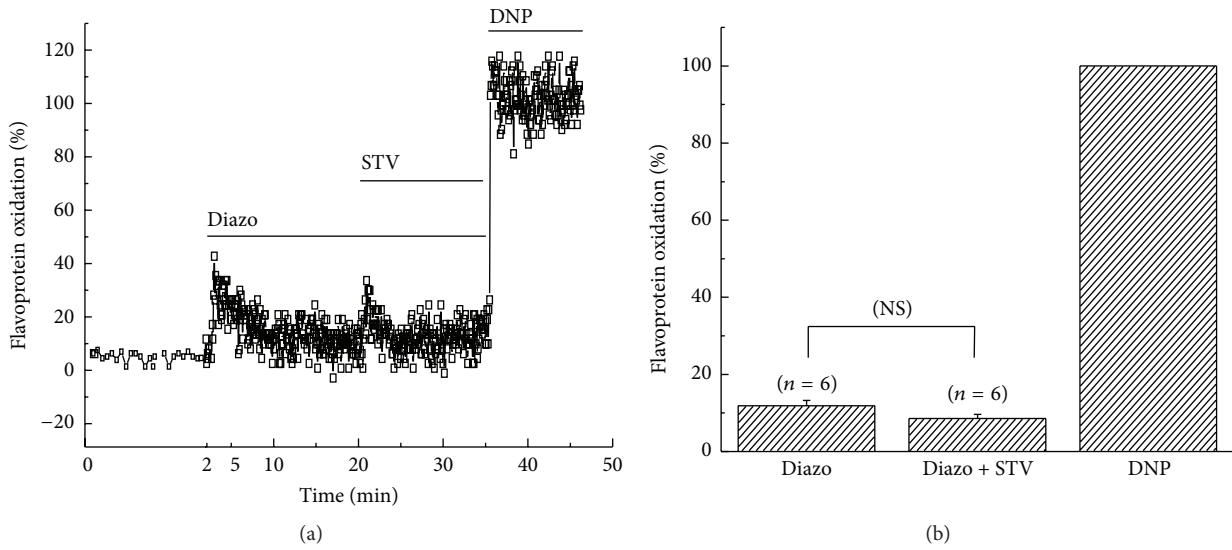 DNP
120
100
80
60
40
20
0
−20
STV
Diazo
Flavoprotein oxidation (%)
0 2 5 10 20 30 40 50
Time (min)
(a)
100
80
60
40
20
0
Flavoprotein oxidation (%)
(NS)
(n = 6)
(n = 6)
Diazo Diazo + STV DNP
(b)